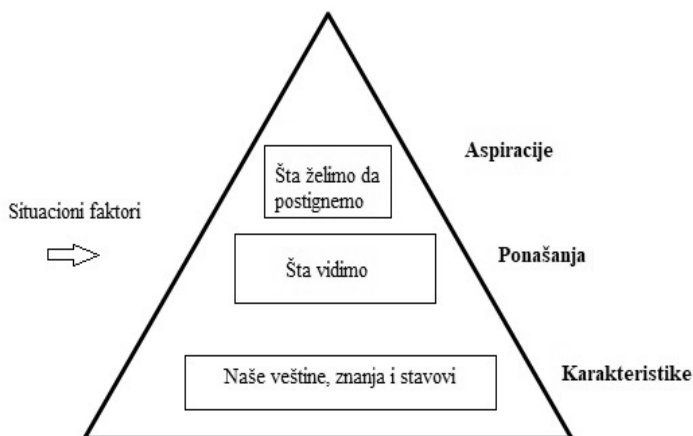 Aspiracije
Šta želimo da
postignemo
Situacioni faktori
Ponašanja
Šta vidimo
Karakteristike
Naše veštine, znanja i stavovi